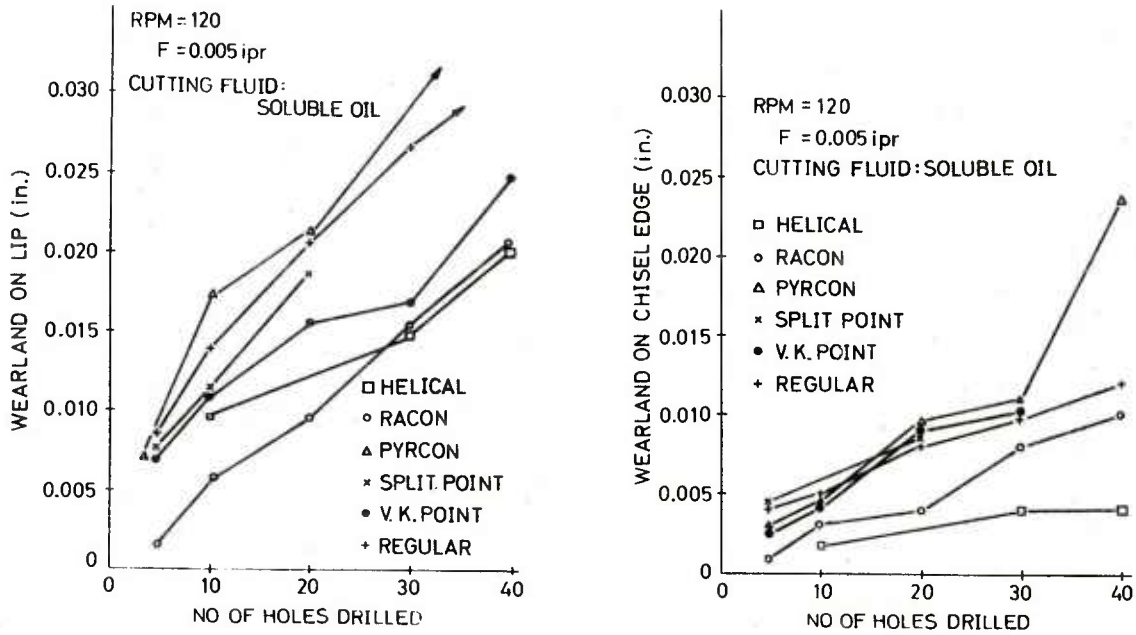 RPM = 120
F = 0.005 ipr
CUTTING FLUID:
SOLUBLE OIL
WEARLAND ON LIP (in.)
0.030
0.025
0.020
0.015
0.010
0.005
0
□ HELICAL
○ RACON
△ PYRCON
× SPLIT POINT
● V.K. POINT
+ REGULAR
0 10 20 30 40
NO OF HOLES DRILLED
RPM = 120
F = 0.005 ipr
CUTTING FLUID: SOLUBLE OIL
WEARLAND ON CHISEL EDGE (in.)
0.030
0.025
0.020
0.015
0.010
0.005
0
□ HELICAL
○ RACON
△ PYRCON
× SPLIT POINT
● V.K. POINT
+ REGULAR
0 10 20 30 40
NO OF HOLES DRILLED